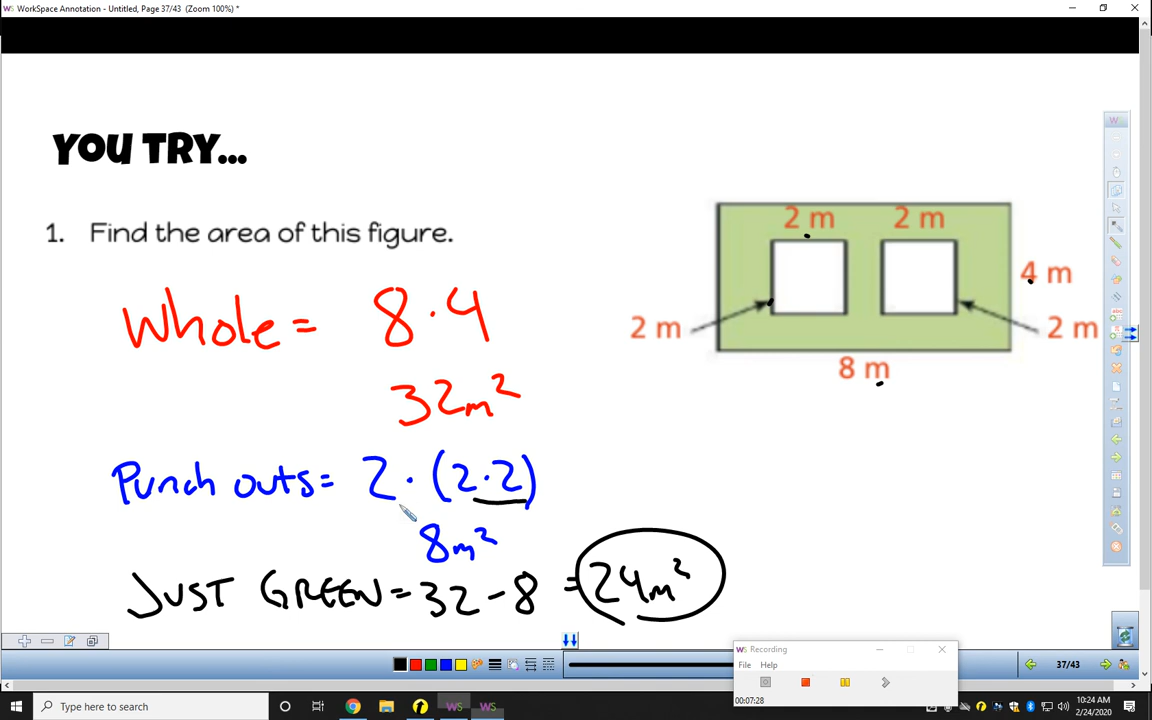 WorkSpace Annotation - Untitled, Page 37/43 (Zoom 100%) *
YOU TRY...
1. Find the area of this figure.
2 m 2 m
4 m
2 m 2 m
8 m
Whole = 8·4
32m²
Punch outs = 2·(2·2)
8m²
JUST GREEN = 32 - 8 = 24m²
Recording
File Help
00:07:28
37/43
Type here to search
10:24 AM
2/24/2020